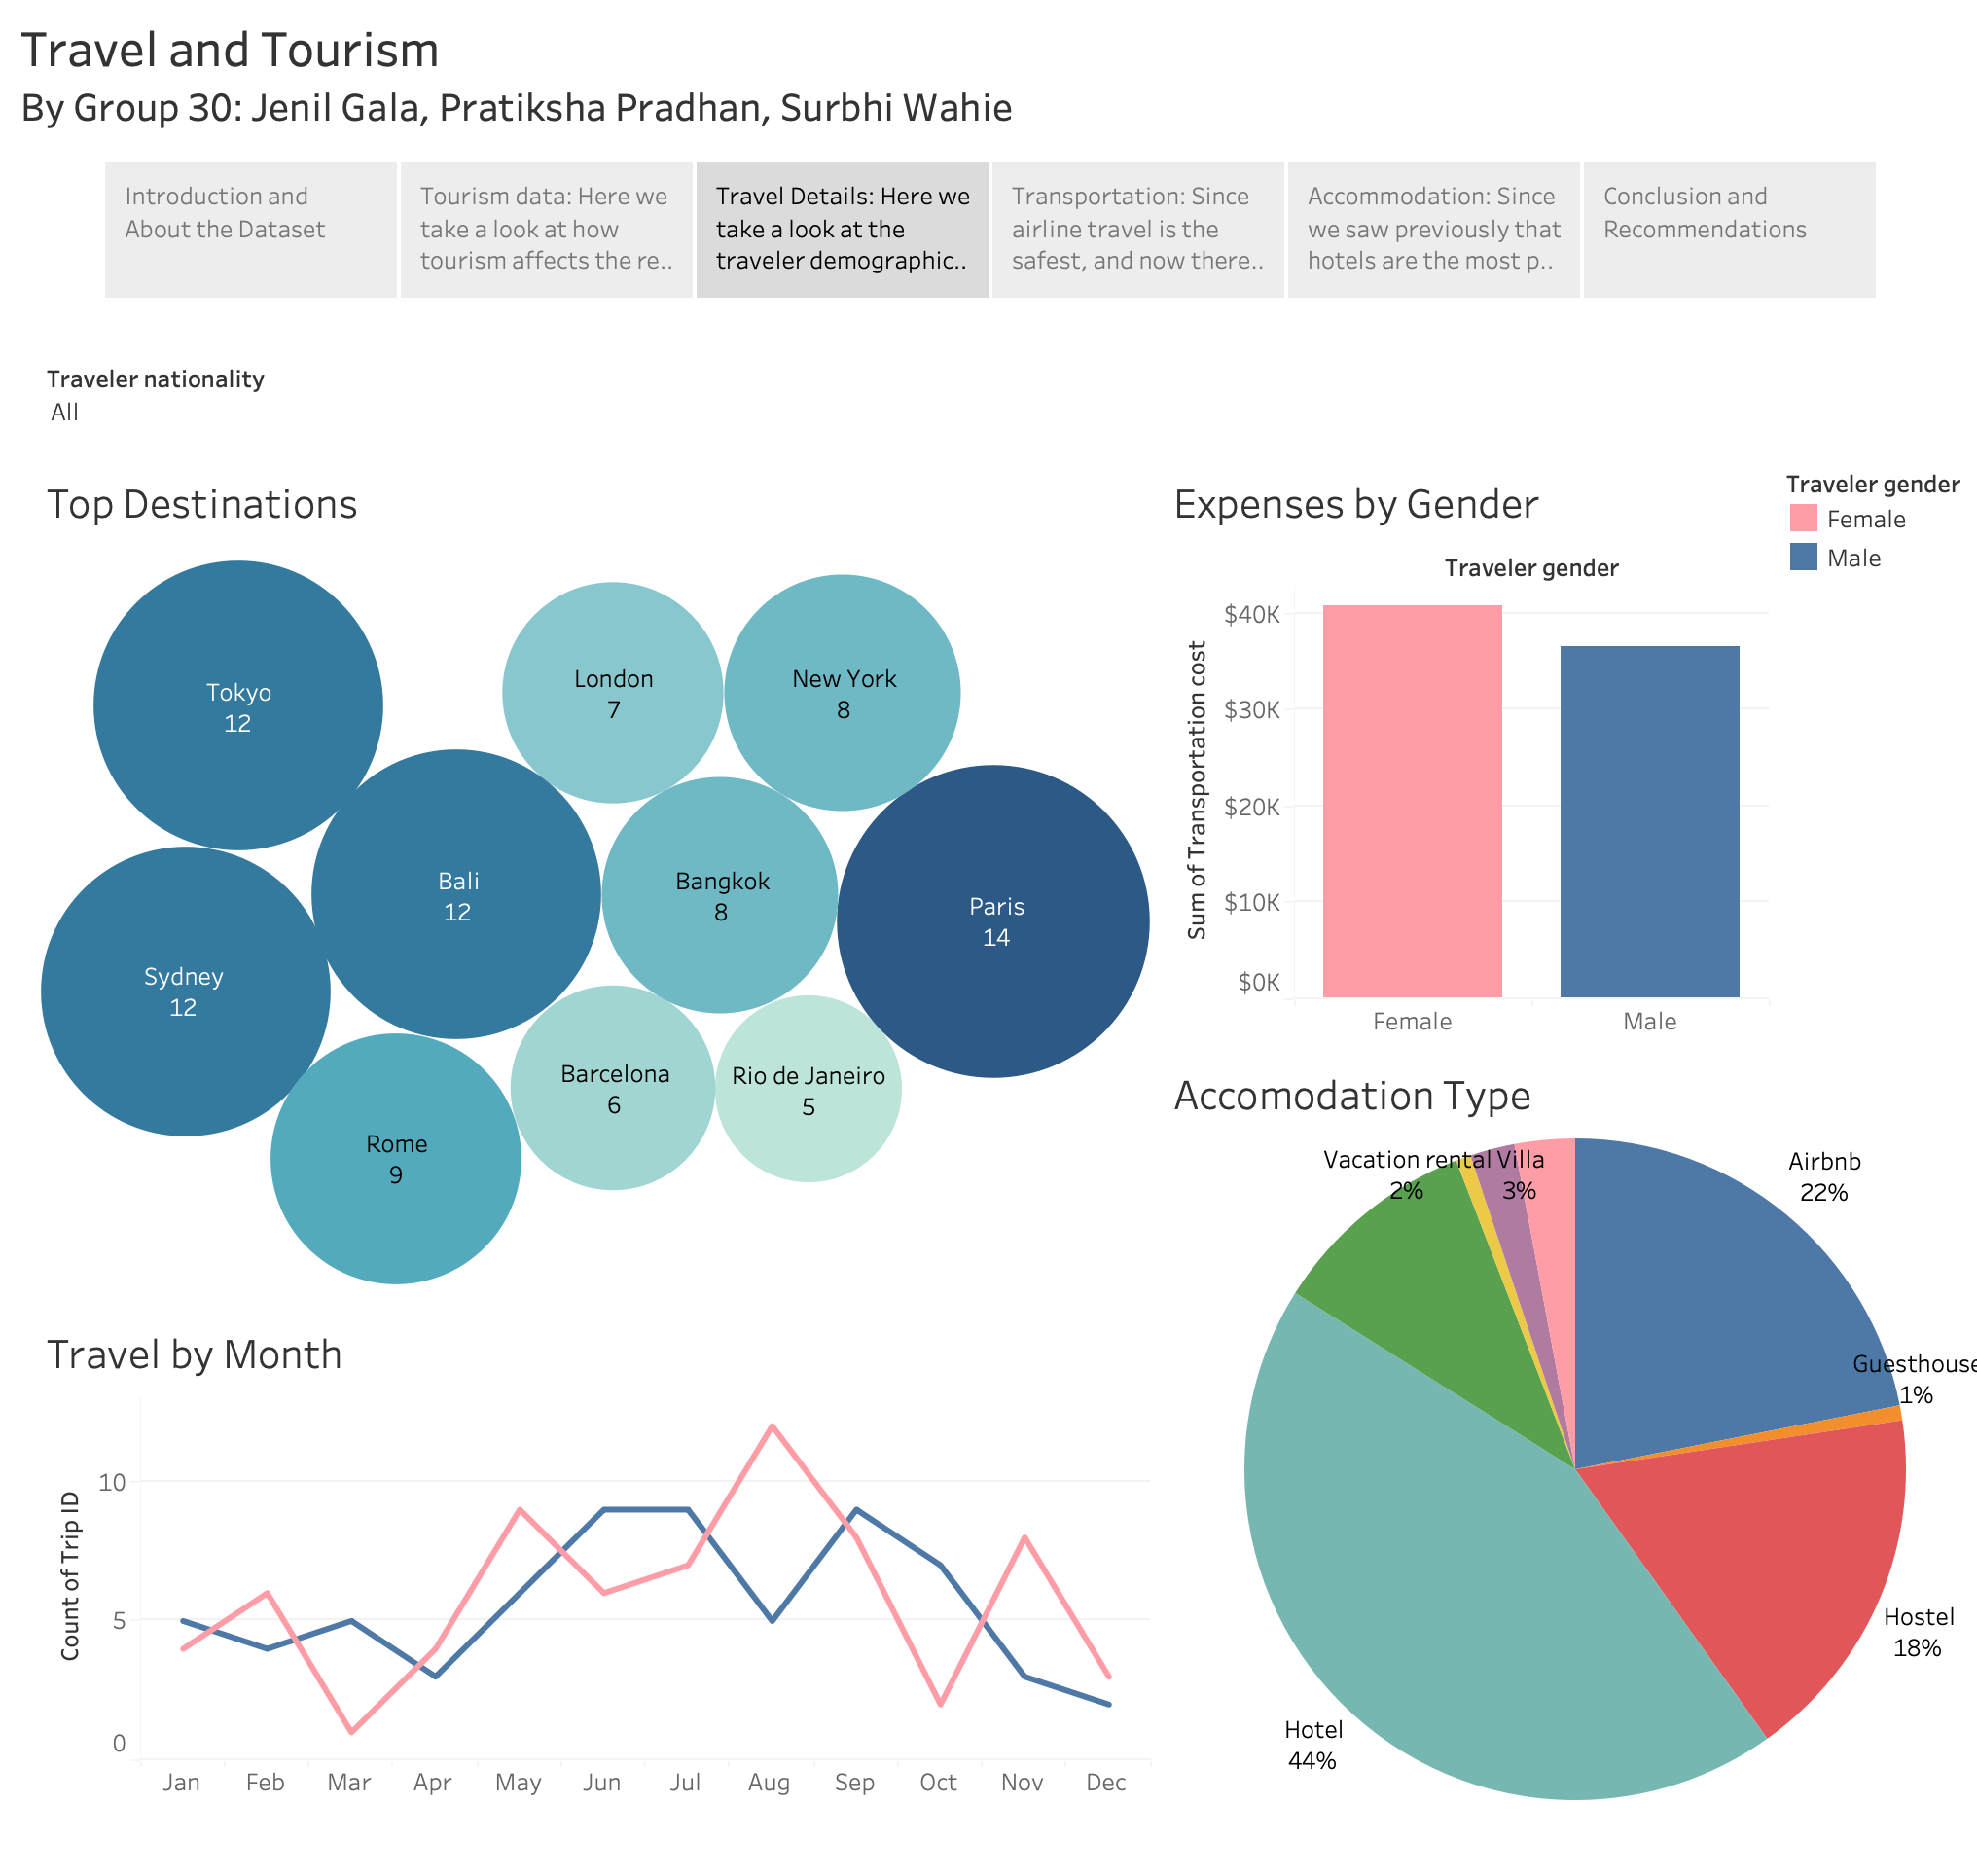 Travel and Tourism
By Group 30: Jenil Gala, Pratiksha Pradhan, Surbhi Wahie
Introduction and
About the Dataset
Tourism data: Here we
take a look at how
tourism affects the re..
Travel Details: Here we
take a look at the
traveler demographic..
Transportation: Since
airline travel is the
safest, and now there..
Accommodation: Since
we saw previously that
hotels are the most p..
Conclusion and
Recommendations
Traveler nationality
All
Top Destinations
Tokyo
12
London
7
New York
8
Bali
12
Bangkok
8
Paris
14
Sydney
12
Barcelona
6
Rio de Janeiro
5
Rome
9
Expenses by Gender
Traveler gender
Female
Male
Traveler gender
Sum of Transportation cost
$40K
$30K
$20K
$10K
$0K
Female
Male
Travel by Month
Count of Trip ID
10
5
0
Jan
Feb
Mar
Apr
May
Jun
Jul
Aug
Sep
Oct
Nov
Dec
Accomodation Type
Vacation rental
2%
Villa
3%
Airbnb
22%
Guesthouse
1%
Hostel
18%
Hotel
44%